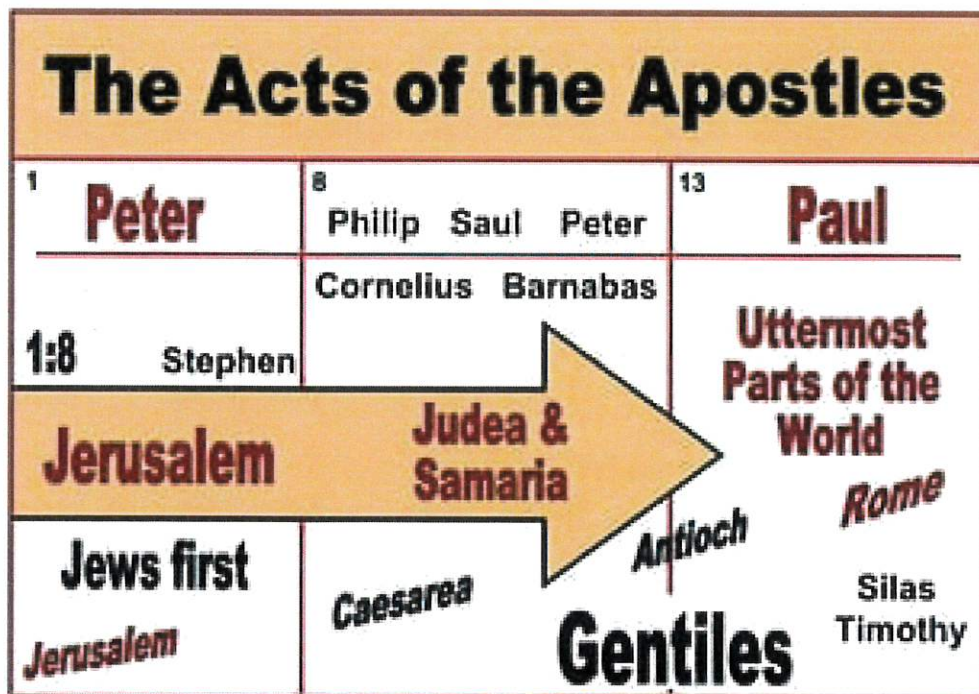 The Acts of the Apostles
1
Peter
8
Philip Saul Peter
13
Paul
Cornelius Barnabas
1:8
Stephen
Uttermost
Parts of the
World
Jerusalem
Judea &
Samaria
Rome
Antioch
Jews first
Caesarea
Silas
Timothy
Jerusalem
Gentiles